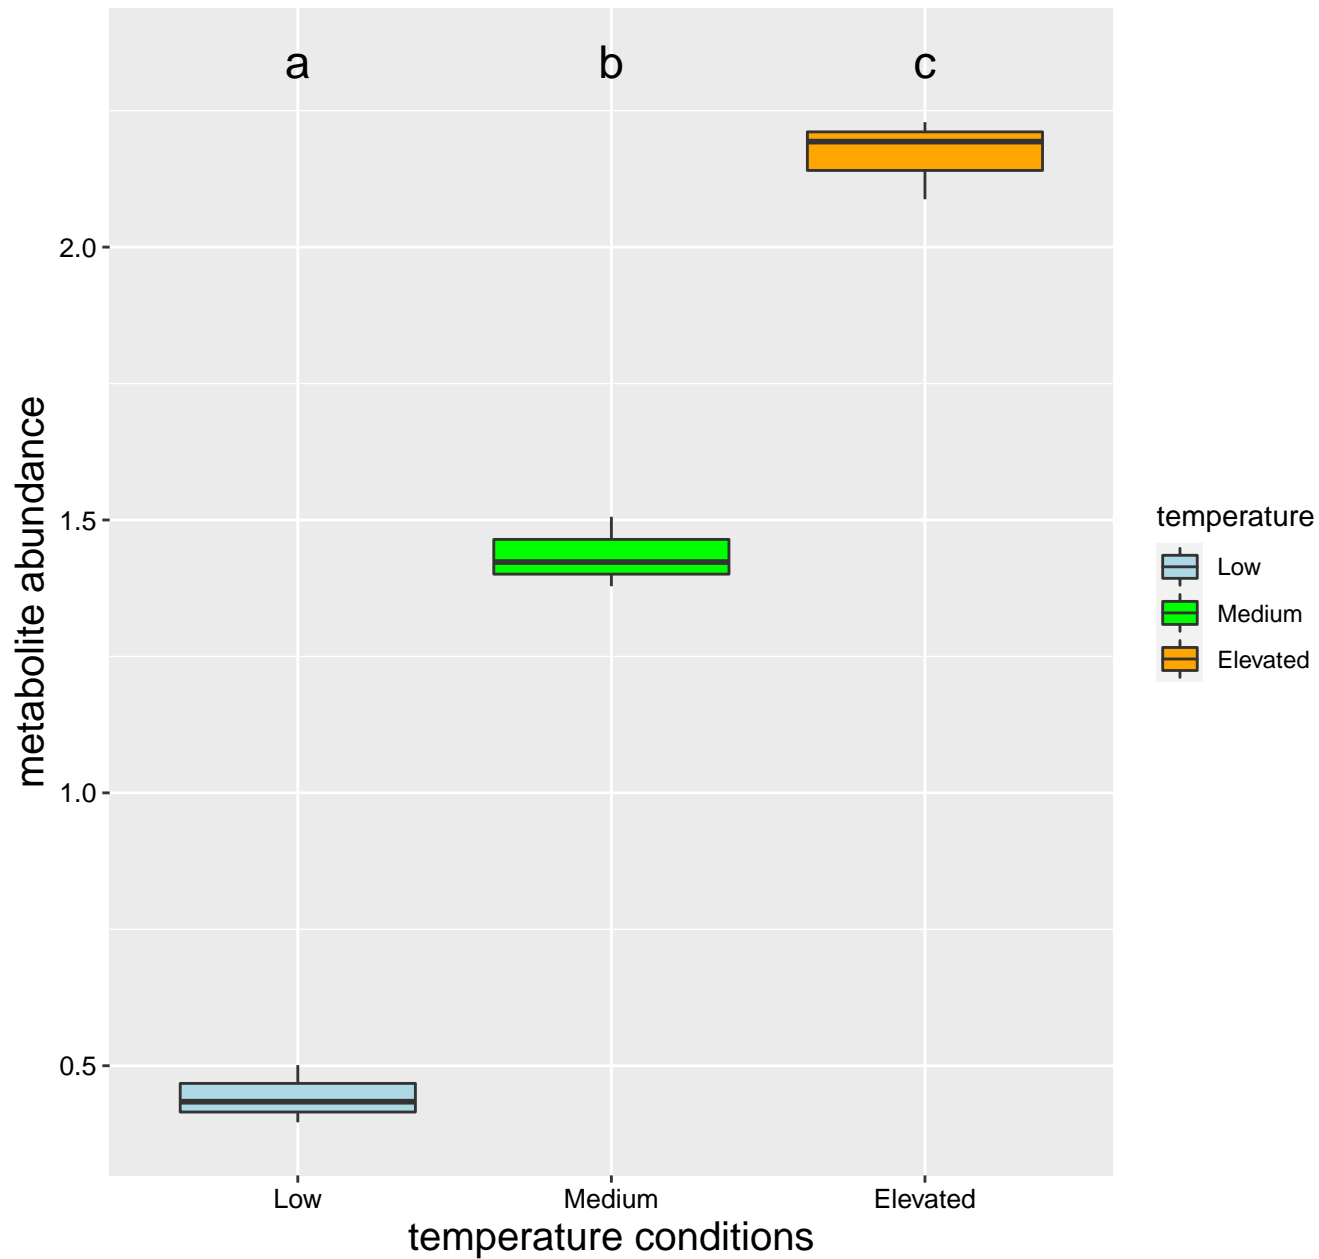 a b c
2.0
1.5
1.0
0.5
metabolite abundance
Low Medium Elevated
temperature conditions
temperature
Low
Medium
Elevated